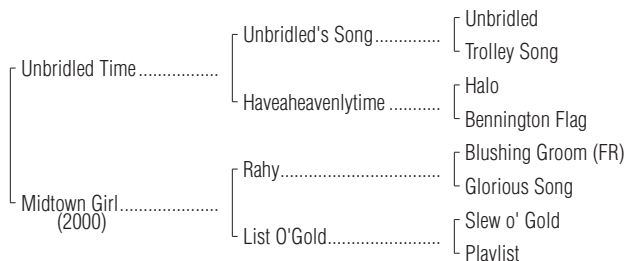 Unbridled
Unbridled's Song..............
Trolley Song
Unbridled Time.................
Halo
Haveaheavenlytime ...........
Bennington Flag
Blushing Groom (FR)
Rahy.................................
Glorious Song
Midtown Girl.....................
(2000)
Slew o' Gold
List O'Gold.......................
Playlist